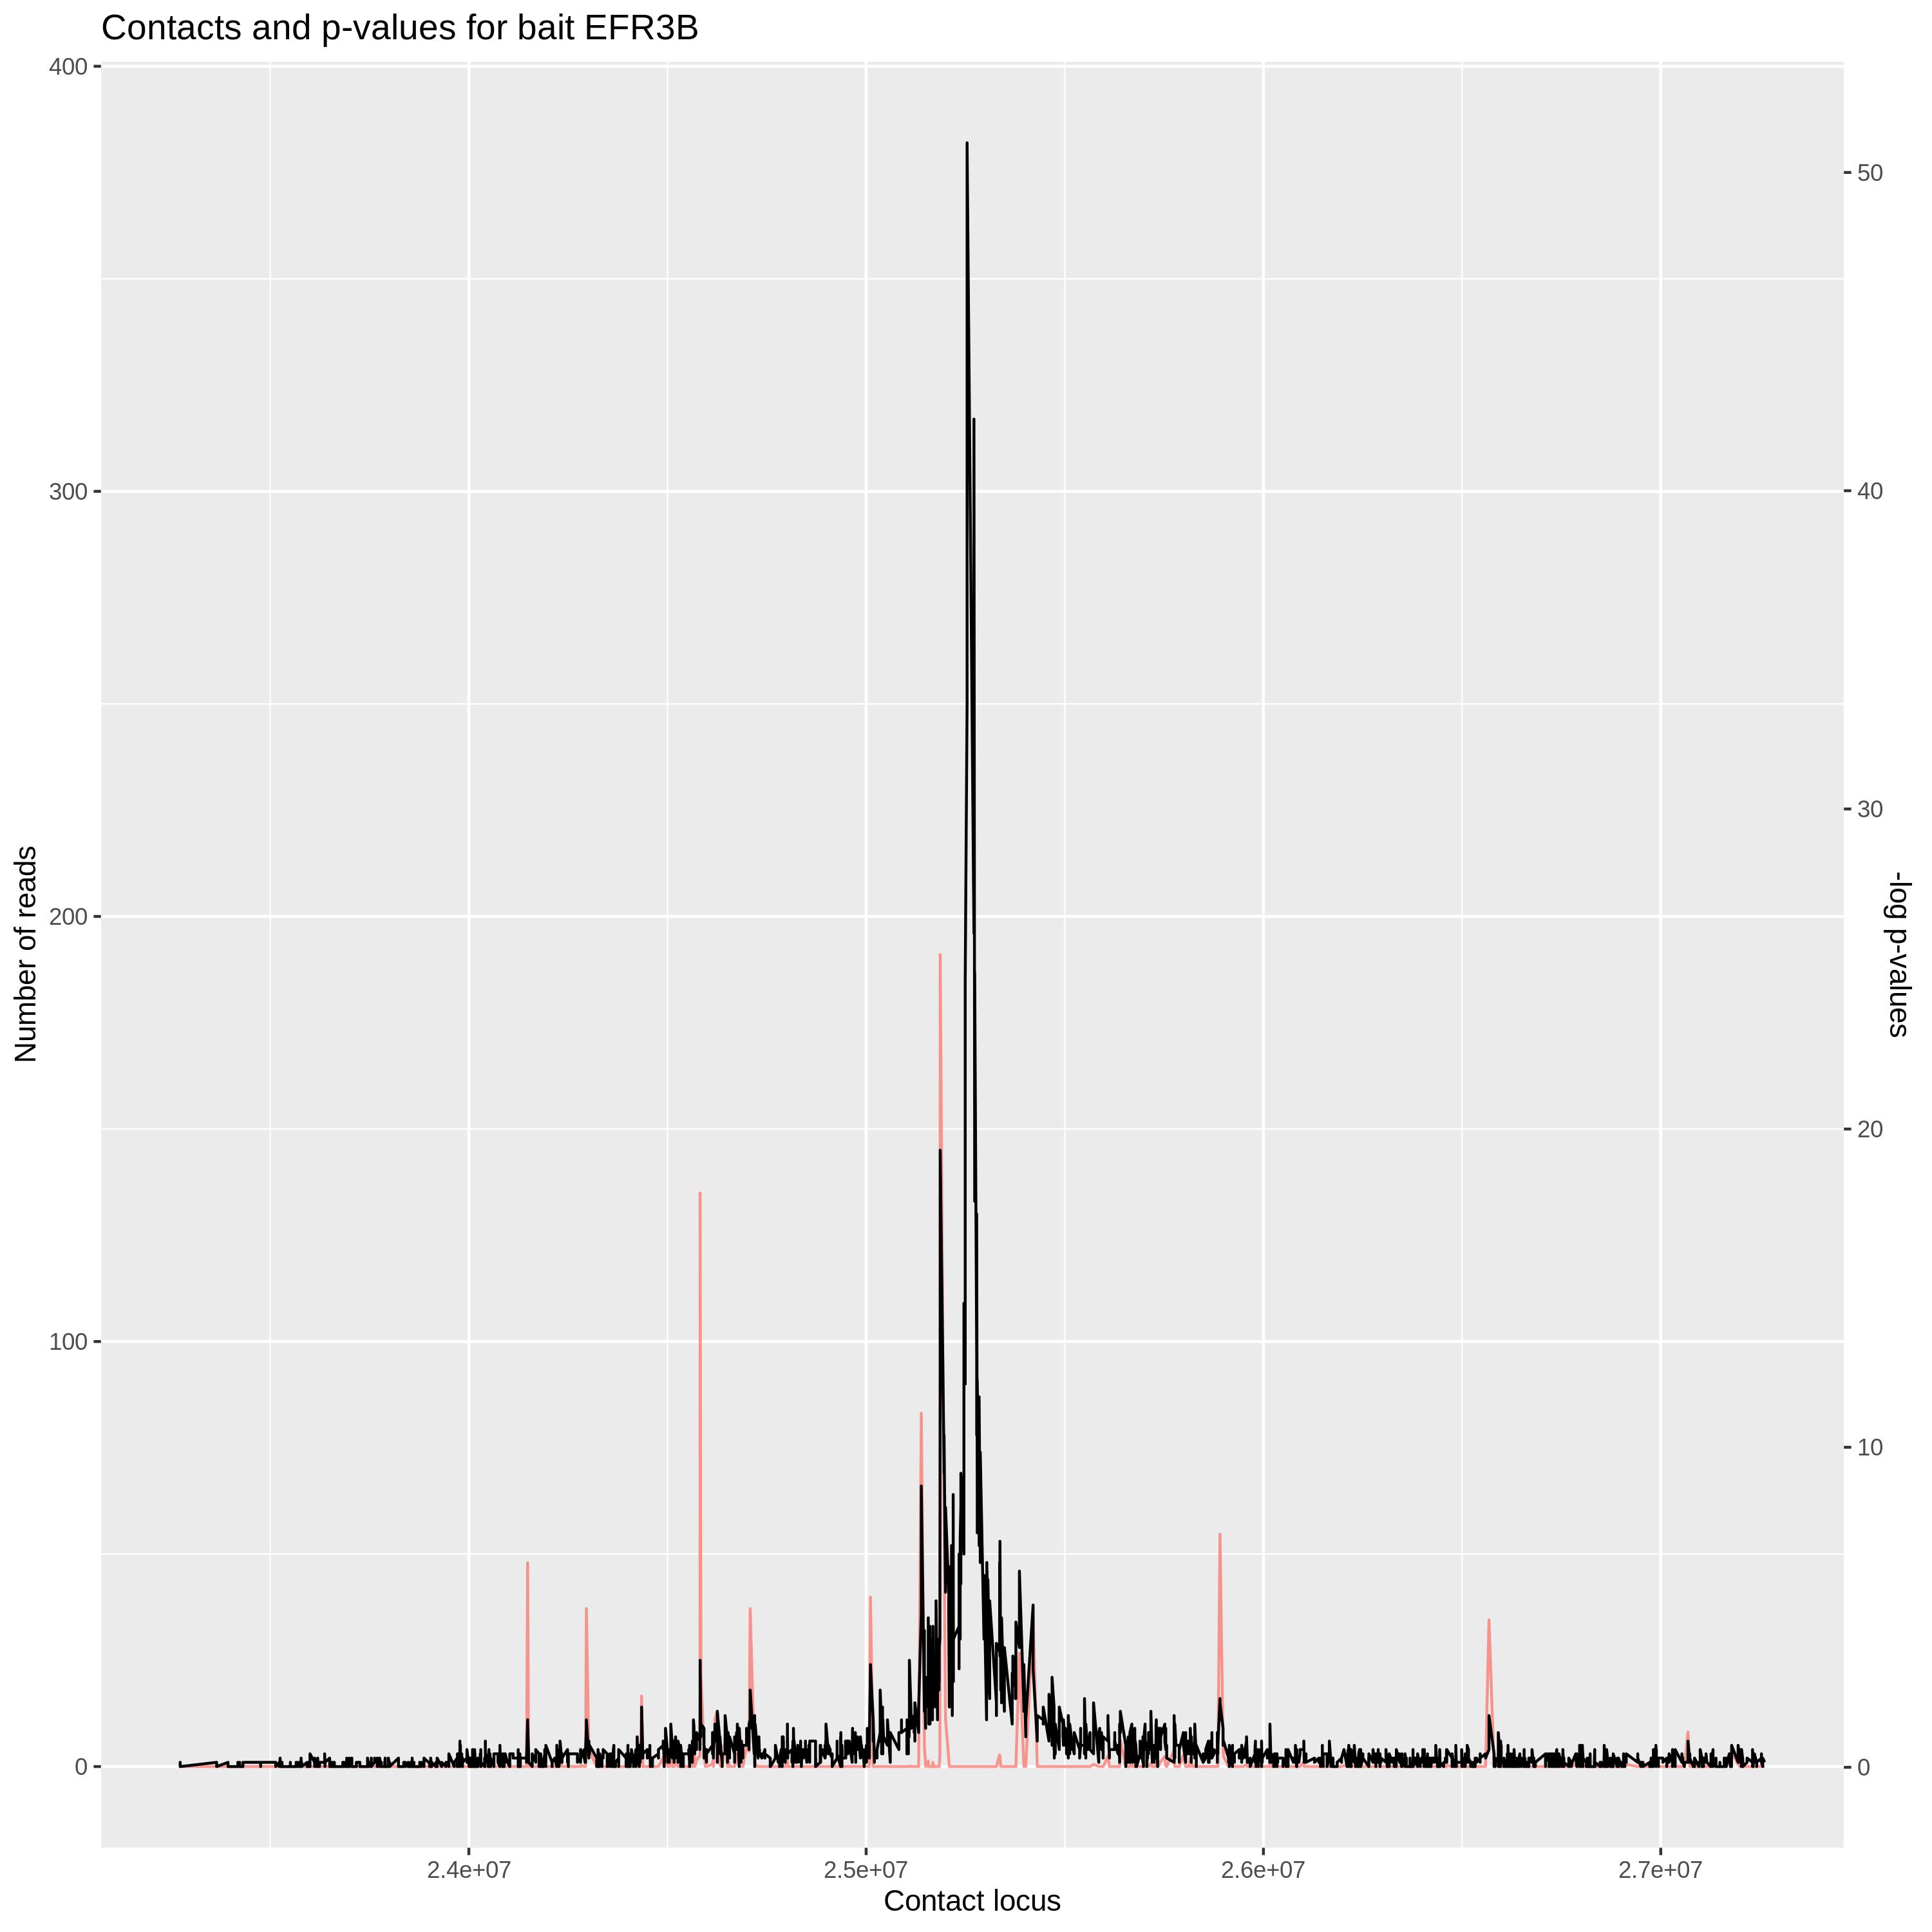 Contacts and p-values for bait EFR3B
400
300
200
100
0
Number of reads
50
40
30
20
10
0
-log p-values
2.4e+07
2.5e+07
2.6e+07
2.7e+07
Contact locus